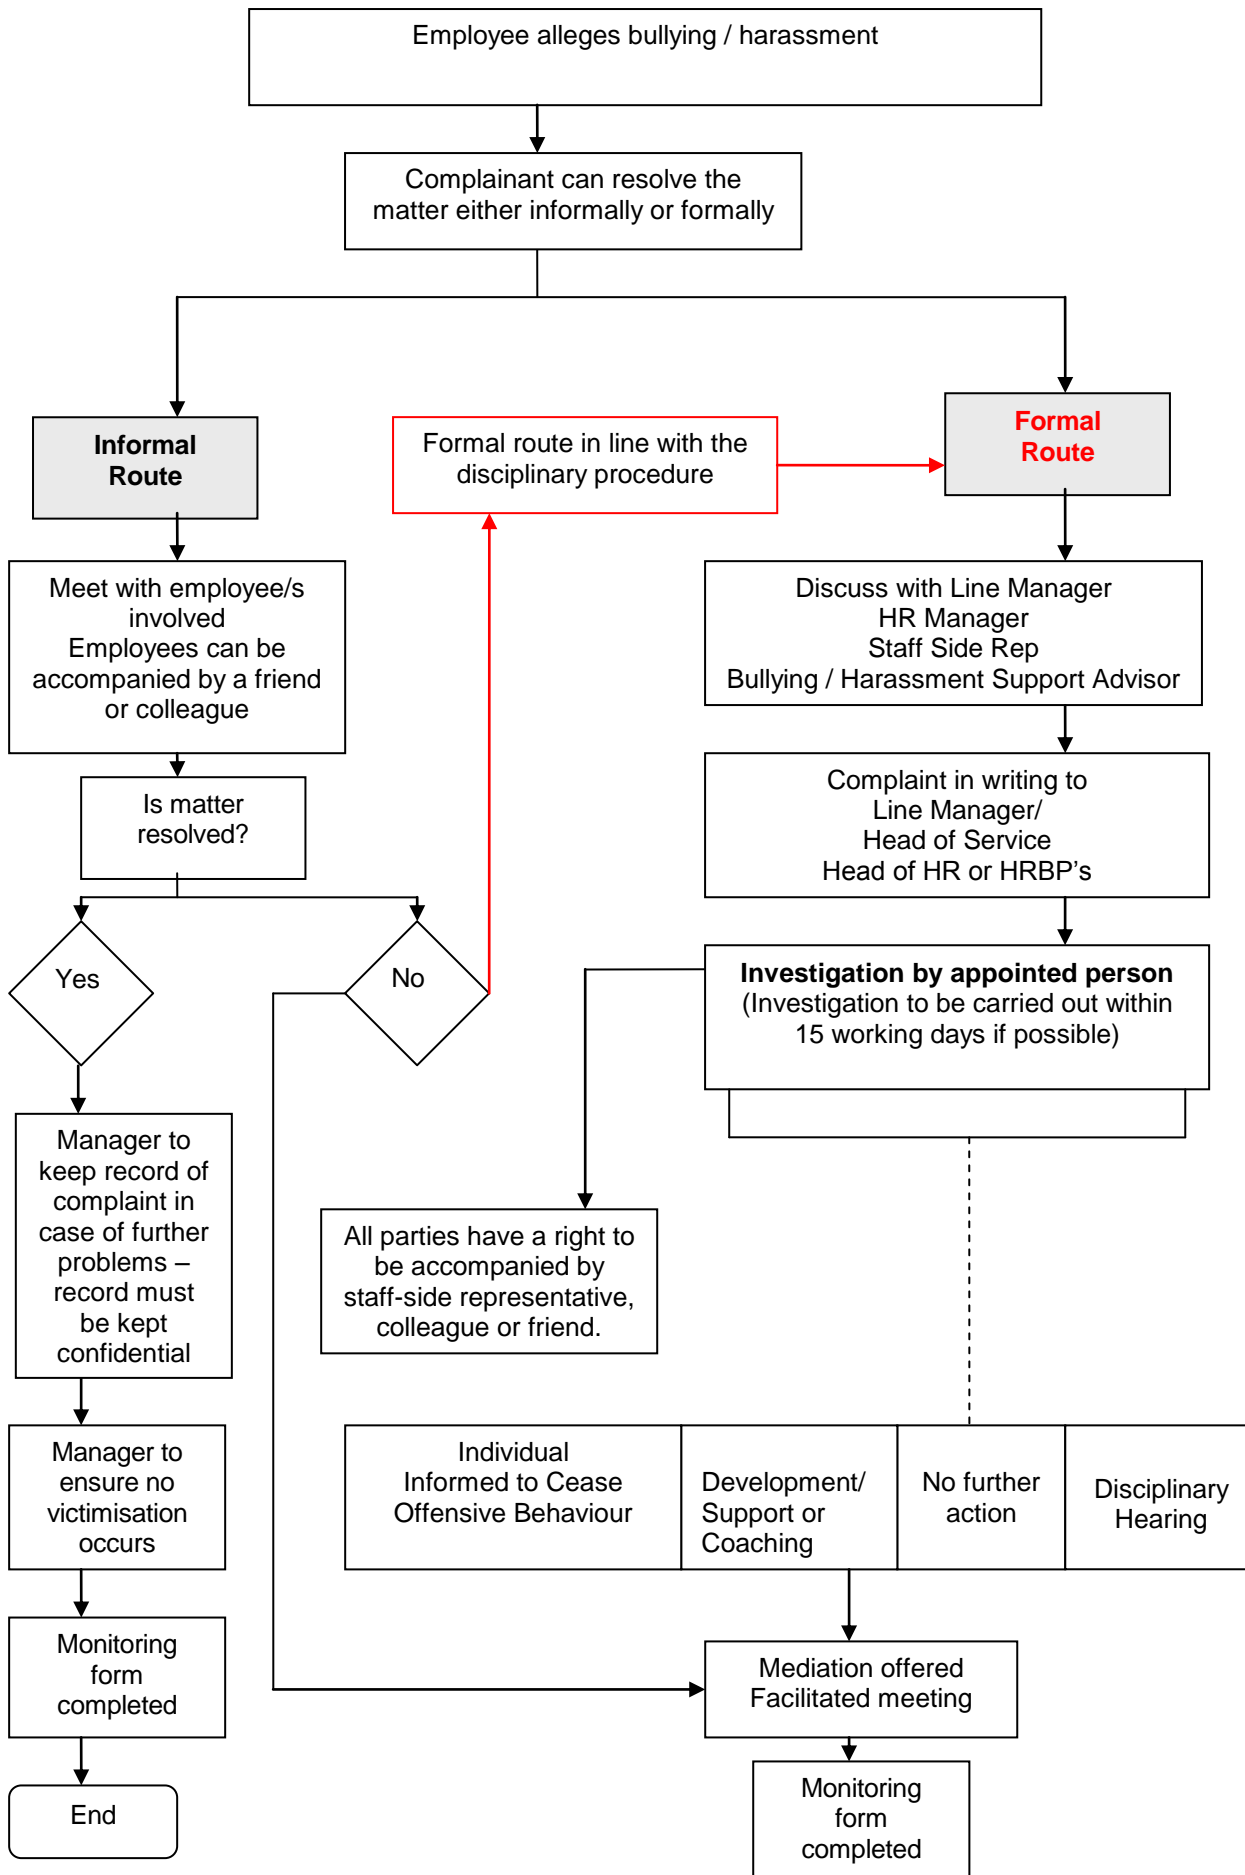 Employee alleges bullying / harassment
Complainant can resolve the
matter either informally or formally
Informal
Route
Formal route in line with the
disciplinary procedure
Formal
Route
Meet with employee/s
involved
Employees can be
accompanied by a friend
or colleague
Discuss with Line Manager
HR Manager
Staff Side Rep
Bullying / Harassment Support Advisor
Is matter
resolved?
Complaint in writing to
Line Manager/
Head of Service
Head of HR or HRBP's
Yes
No
Investigation by appointed person
(Investigation to be carried out within
15 working days if possible)
Manager to
keep record of
complaint in
case of further
problems –
record must
be kept
confidential
All parties have a right to
be accompanied by
staff-side representative,
colleague or friend.
Manager to
ensure no
victimisation
occurs
Individual
Informed to Cease
Offensive Behaviour
Development/
Support or
Coaching
No further
action
Disciplinary
Hearing
Monitoring
form
completed
Mediation offered
Facilitated meeting
End
Monitoring
form
completed